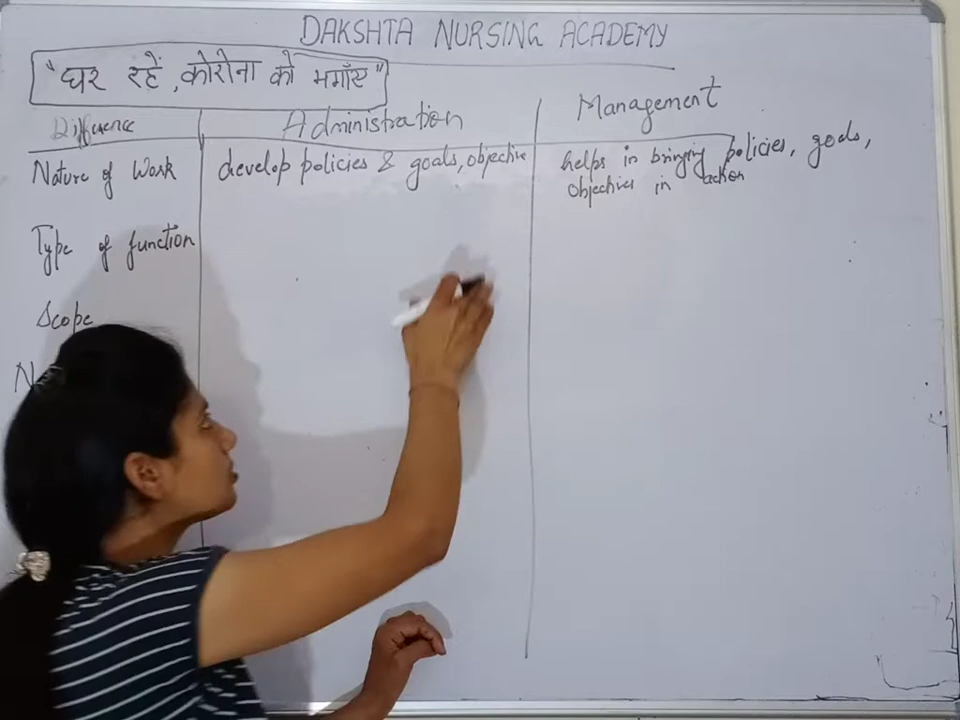 DAKSHTA NURSING ACADEMY
"घर रहें, कोरोना को भगाँए"
Difference Administration Management
Nature of Work develop policies & goals, objective helps in bringing policies, goals,
objectives in action
Type of function
Scope